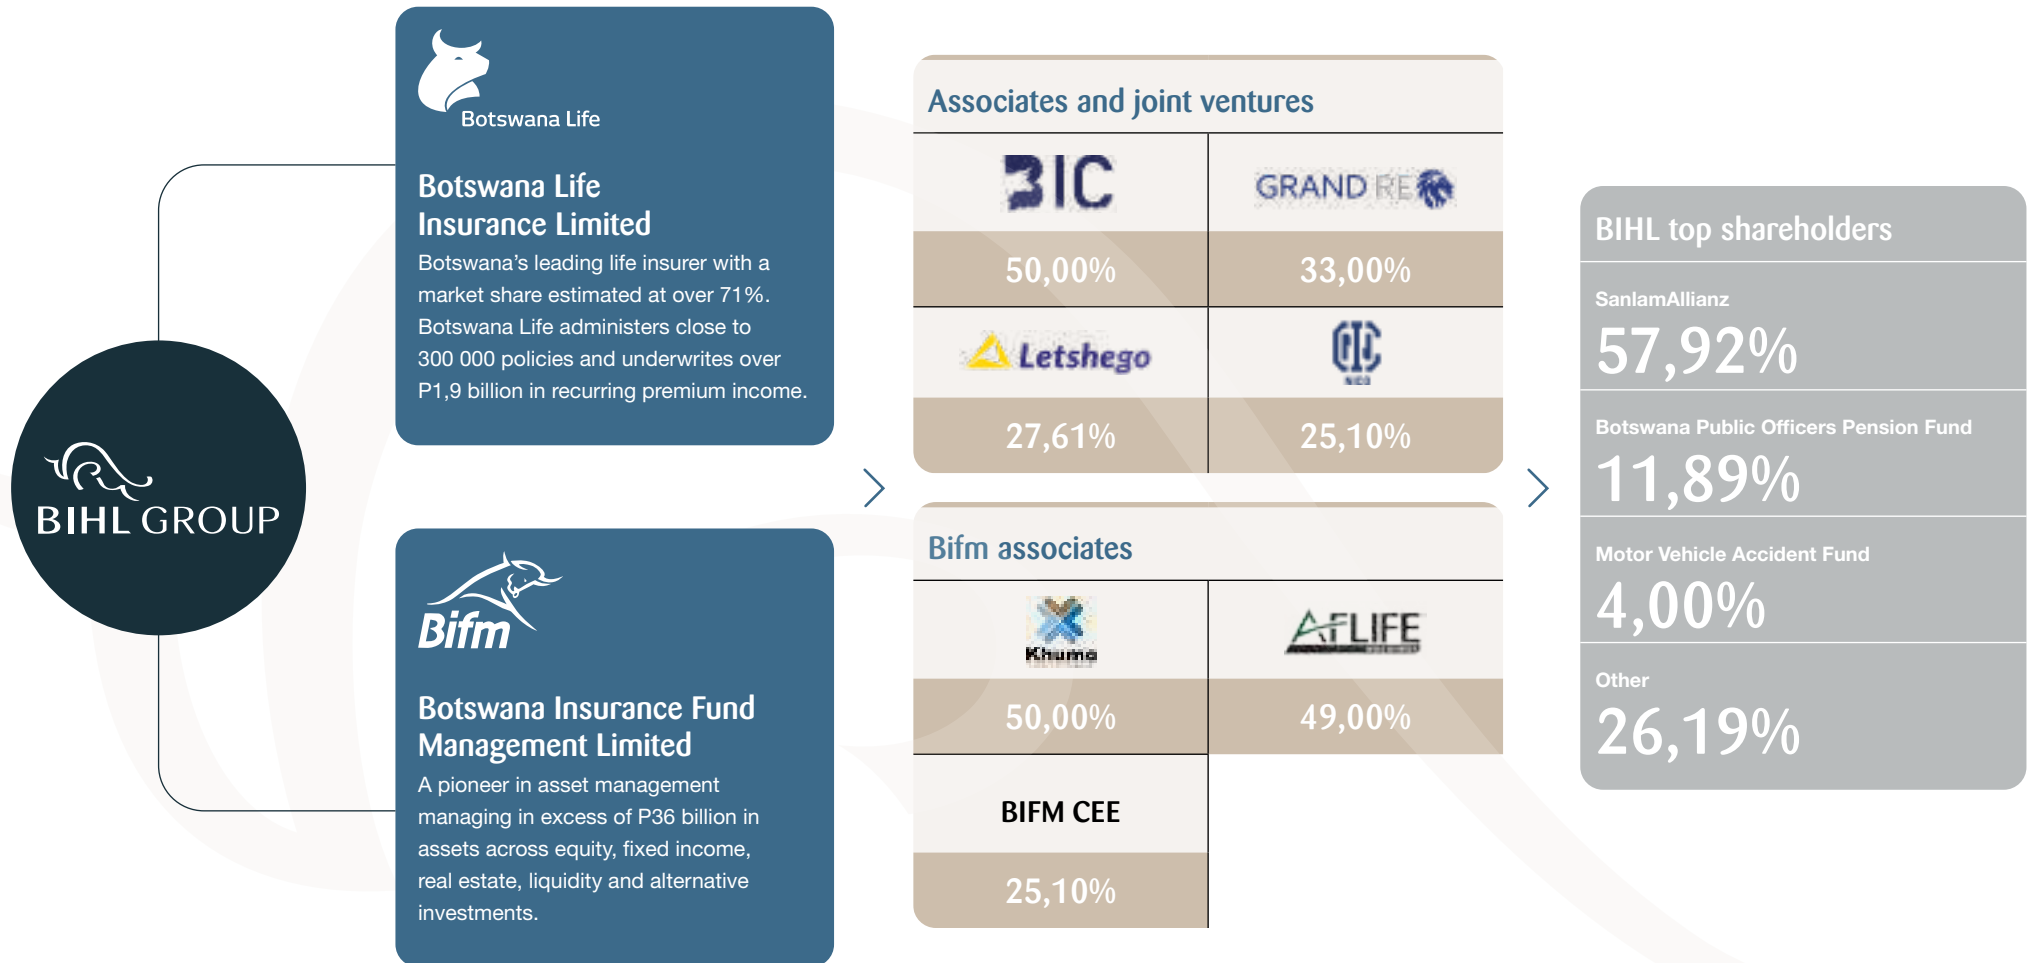 BIHL GROUP
Botswana Life
Botswana Life
Insurance Limited
Botswana's leading life insurer with a
market share estimated at over 71%.
Botswana Life administers close to
300 000 policies and underwrites over
P1,9 billion in recurring premium income.
Bifm
Botswana Insurance Fund
Management Limited
A pioneer in asset management
managing in excess of P36 billion in
assets across equity, fixed income,
real estate, liquidity and alternative
investments.
Associates and joint ventures
BIC
GRAND RE
50,00%
33,00%
Letshego
NICO
27,61%
25,10%
Bifm associates
Khumo
AFLIFE
50,00%
49,00%
BIFM CEE
25,10%
BIHL top shareholders
SanlamAllianz
57,92%
Botswana Public Officers Pension Fund
11,89%
Motor Vehicle Accident Fund
4,00%
Other
26,19%